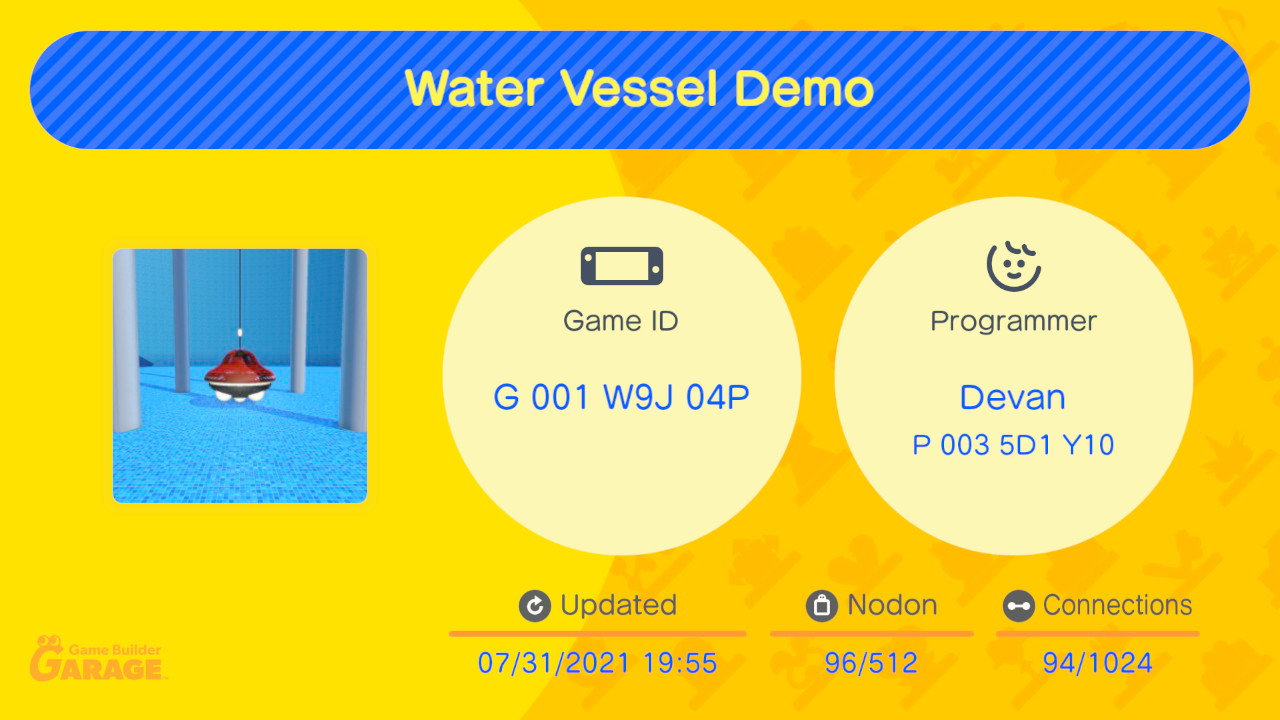 Water Vessel Demo
Game ID
G 001 W9J 04P
Programmer
Devan
P 003 5D1 Y10
Updated
07/31/2021 19:55
Nodon
96/512
Connections
94/1024
Game Builder
GARAGE™